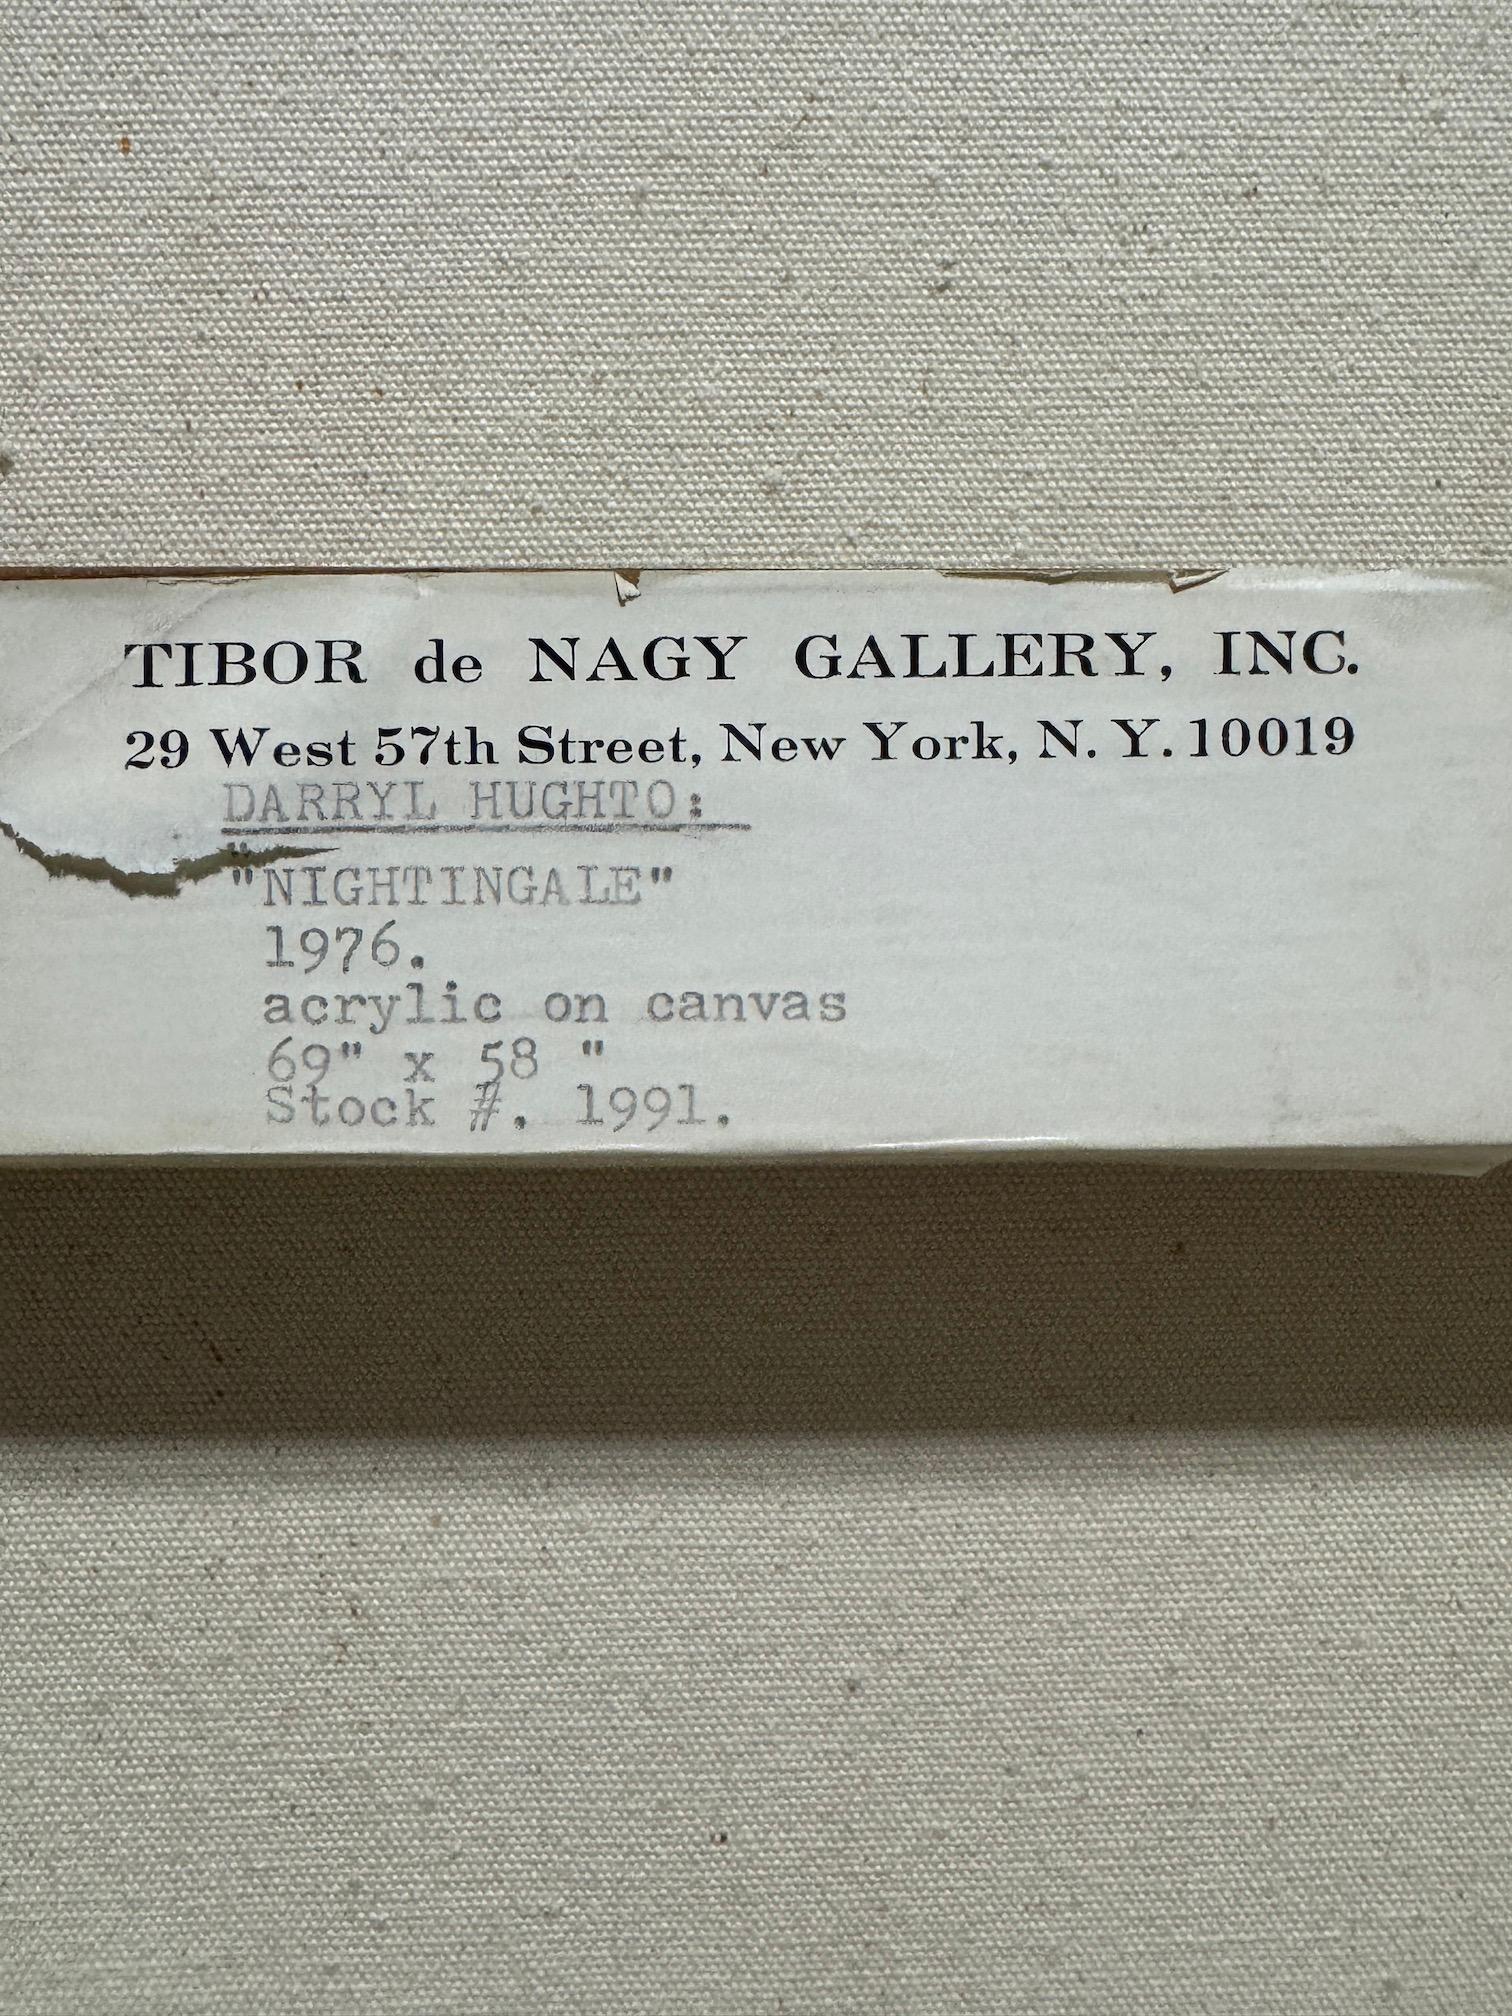 TIBOR de NAGY GALLERY, INC.
29 West 57th Street, New York, N. Y. 10019
DARRYL HUGHTO:
"NIGHTINGALE"
1976.
acrylic on canvas
69" x 58 "
Stock #. 1991.